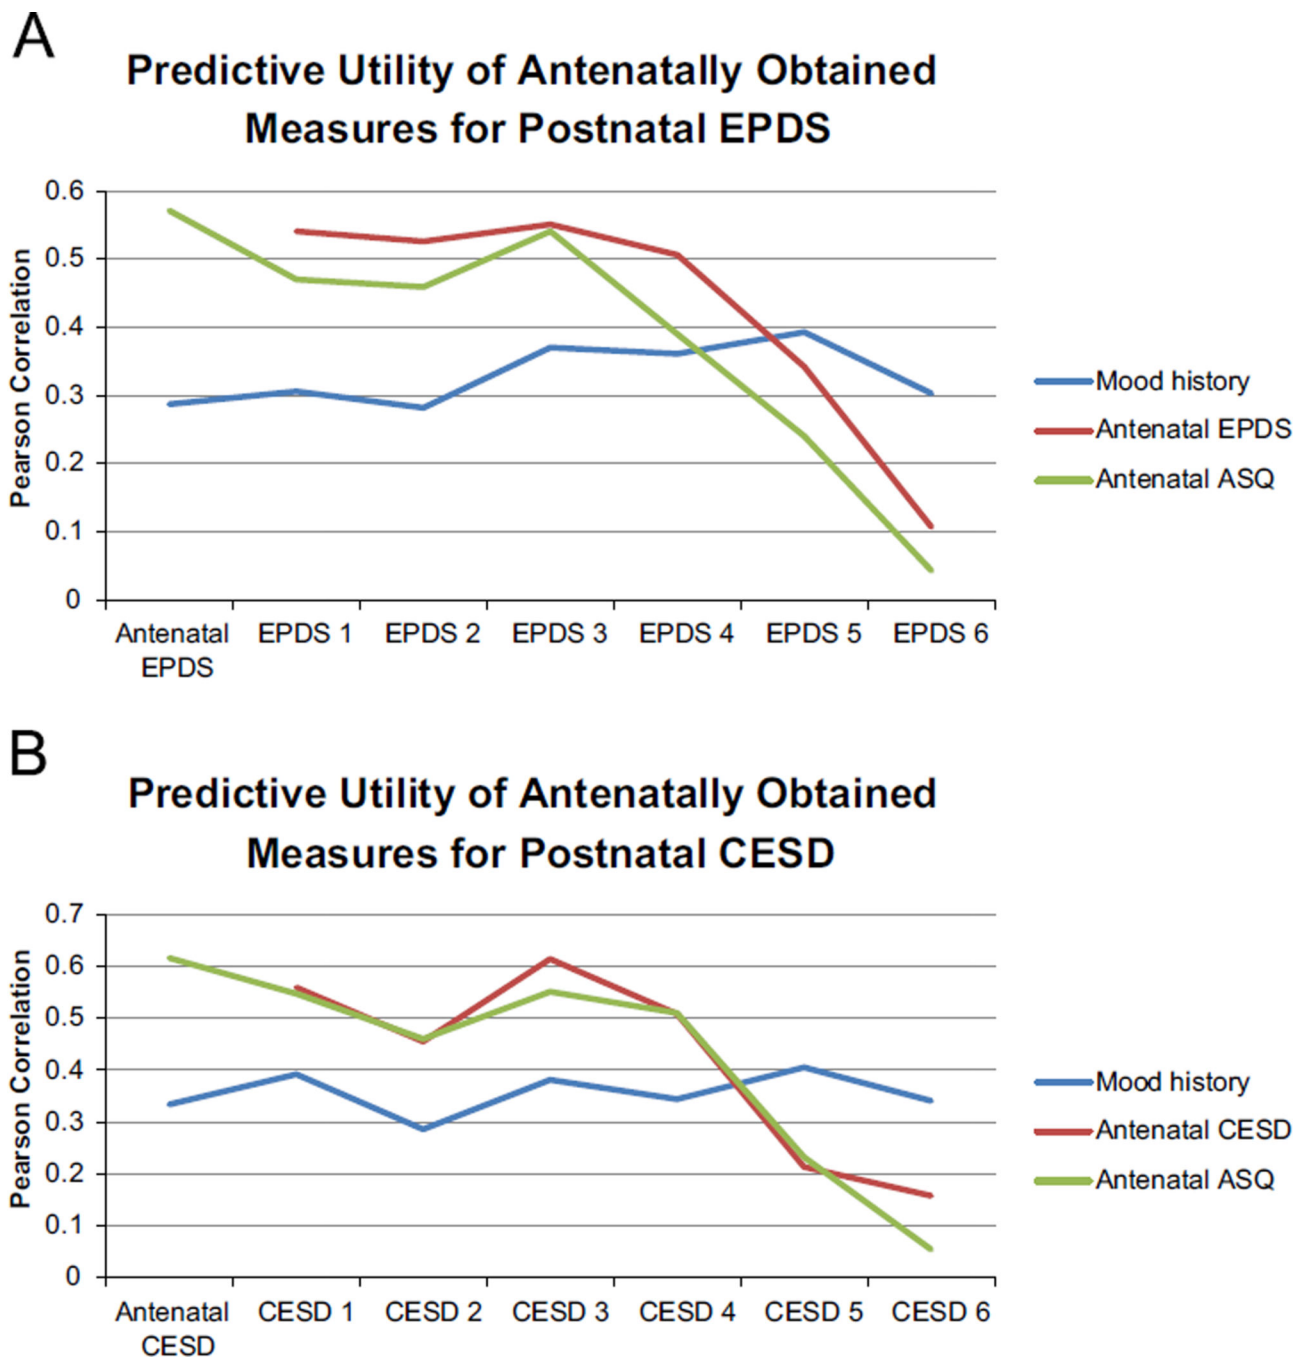 A
Predictive Utility of Antenatally Obtained
Measures for Postnatal EPDS
Pearson Correlation
0.6
0.5
0.4
0.3
0.2
0.1
0
Antenatal EPDS 1 EPDS 2 EPDS 3 EPDS 4 EPDS 5 EPDS 6
EPDS
Mood history
Antenatal EPDS
Antenatal ASQ
B
Predictive Utility of Antenatally Obtained
Measures for Postnatal CESD
Pearson Correlation
0.7
0.6
0.5
0.4
0.3
0.2
0.1
0
Antenatal CESD 1 CESD 2 CESD 3 CESD 4 CESD 5 CESD 6
CESD
Mood history
Antenatal CESD
Antenatal ASQ